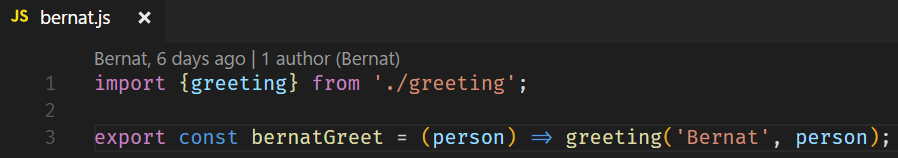 JS bernat.js ×
Bernat, 6 days ago | 1 author (Bernat)
1 import {greeting} from './greeting';
2
3 export const bernatGreet = (person) => greeting('Bernat', person);